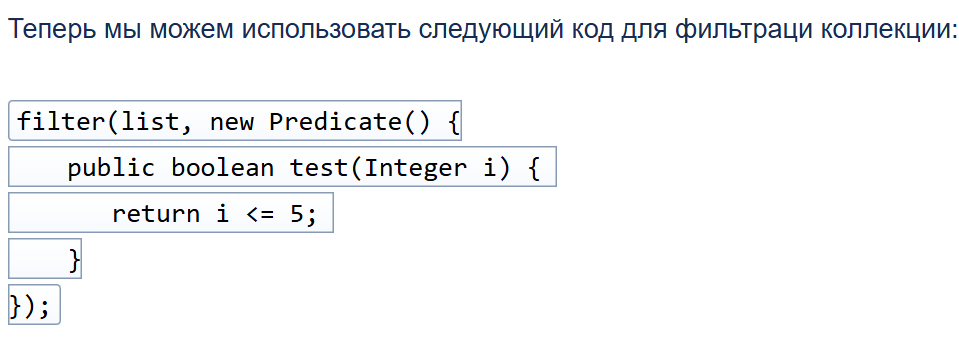 Теперь мы можем использовать следующий код для фильтраци коллекции:
filter(list, new Predicate() {
    public boolean test(Integer i) {
       return i <= 5;
    }
});